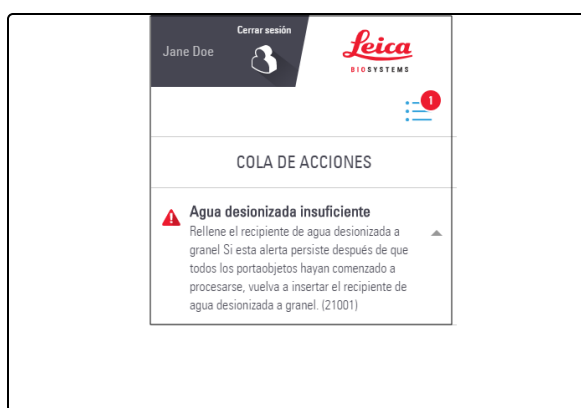 Cerrar sesión
Jane Doe
Leica
BIOSYSTEMS
1
COLA DE ACCIONES
Agua desionizada insuficiente
Rellene el recipiente de agua desionizada a
granel Si esta alerta persiste después de que
todos los portaobjetos hayan comenzado a
procesarse, vuelva a insertar el recipiente de
agua desionizada a granel. (21001)